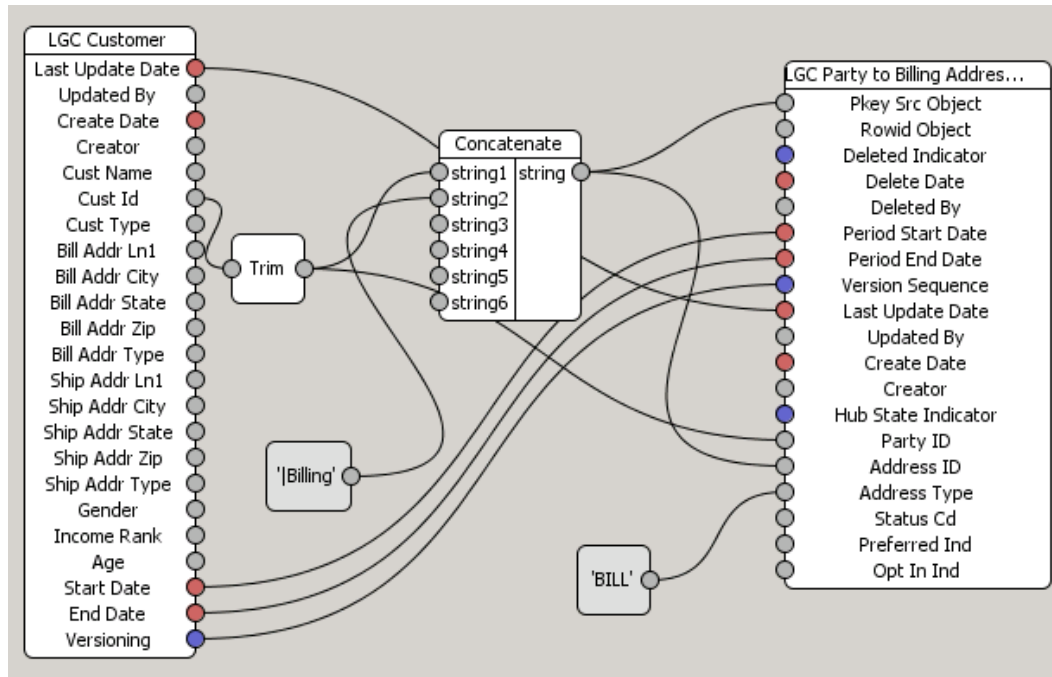 LGC Customer
Last Update Date
Updated By
Create Date
Creator
Cust Name
Cust Id
Cust Type
Bill Addr Ln1
Bill Addr City
Bill Addr State
Bill Addr Zip
Bill Addr Type
Ship Addr Ln1
Ship Addr City
Ship Addr State
Ship Addr Zip
Ship Addr Type
Gender
Income Rank
Age
Start Date
End Date
Versioning
Trim
'|Billing'
Concatenate
string1 string
string2
string3
string4
string5
string6
'BILL'
LGC Party to Billing Addres...
Pkey Src Object
Rowid Object
Deleted Indicator
Delete Date
Deleted By
Period Start Date
Period End Date
Version Sequence
Last Update Date
Updated By
Create Date
Creator
Hub State Indicator
Party ID
Address ID
Address Type
Status Cd
Preferred Ind
Opt In Ind